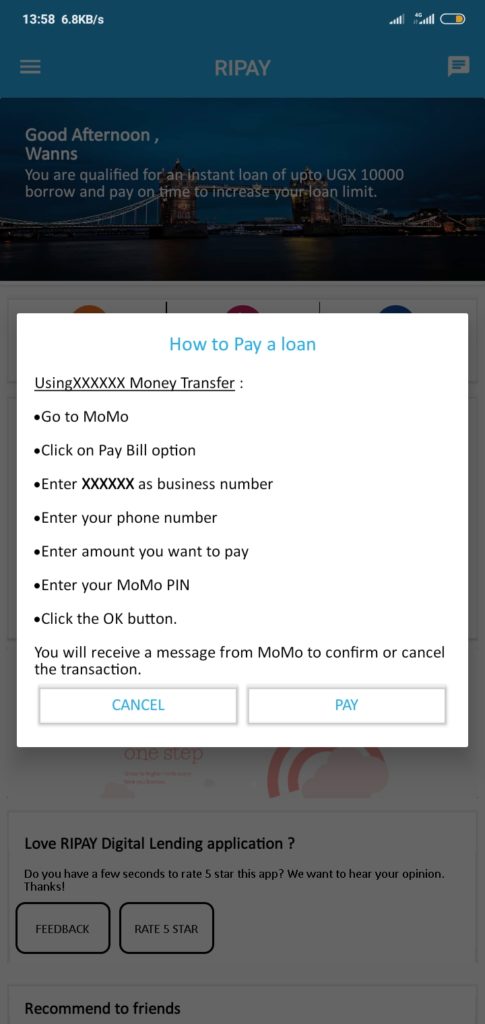 13:58 6.8KB/s
4G
RIPAY
Good Afternoon ,
Wanns
You are qualified for an instant loan of upto UGX 10000
borrow and pay on time to increase your loan limit.
How to Pay a loan
UsingXXXXXX Money Transfer :
•Go to MoMo
•Click on Pay Bill option
•Enter XXXXXX as business number
•Enter your phone number
•Enter amount you want to pay
•Enter your MoMo PIN
•Click the OK button.
You will receive a message from MoMo to confirm or cancel
the transaction.
CANCEL
PAY
one step
Love RIPAY Digital Lending application ?
Do you have a few seconds to rate 5 star this app? We want to hear your opinion.
Thanks!
FEEDBACK
RATE 5 STAR
Recommend to friends